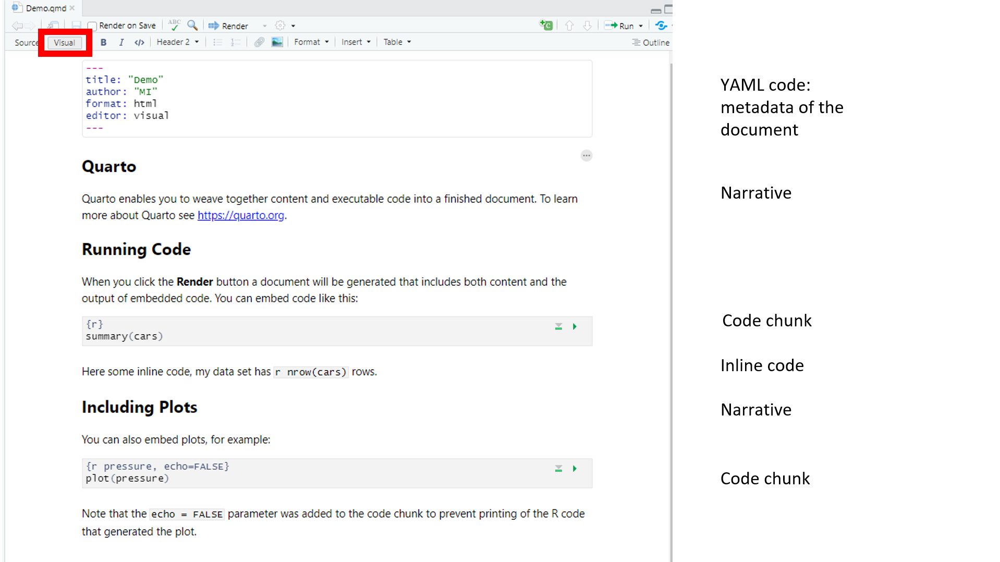 Demo.qmd
Render on Save ABC Render Run
Source Visual B I </> Header 2 Format Insert Table Outline
---
title: "Demo"
author: "MI"
format: html
editor: visual
---
YAML code:
metadata of the
document
Quarto
Quarto enables you to weave together content and executable code into a finished document. To learn
more about Quarto see https://quarto.org.
Narrative
Running Code
When you click the Render button a document will be generated that includes both content and the
output of embedded code. You can embed code like this:
{r}
summary(cars)
Code chunk
Here some inline code, my data set has r nrow(cars) rows.
Inline code
Including Plots
Narrative
You can also embed plots, for example:
{r pressure, echo=FALSE}
plot(pressure)
Code chunk
Note that the echo = FALSE parameter was added to the code chunk to prevent printing of the R code
that generated the plot.